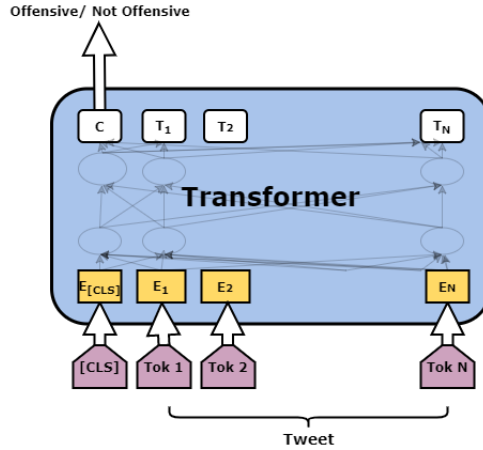 Offensive/ Not Offensive
C T1 T2 TN
Transformer
E[CLS] E1 E2 EN
[CLS] Tok 1 Tok 2 Tok N
Tweet